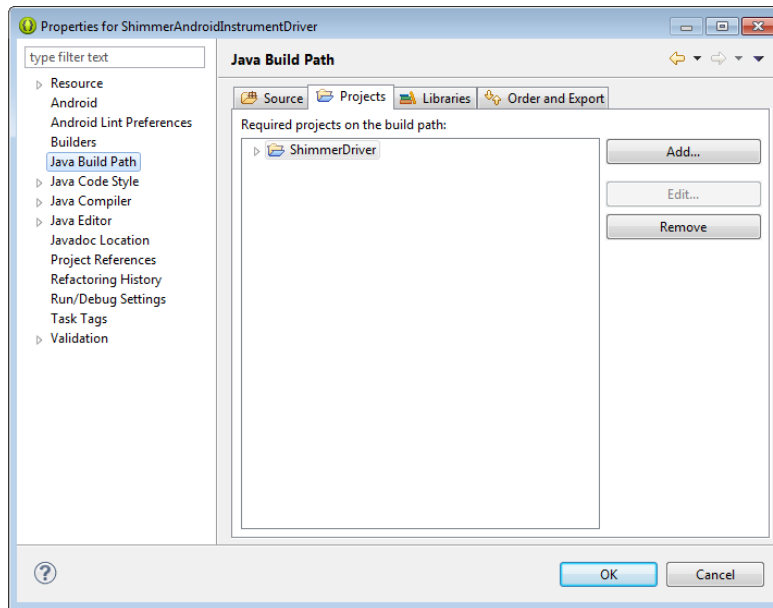 Properties for ShimmerAndroidInstrumentDriver
type filter text
Resource
Android
Android Lint Preferences
Builders
Java Build Path
Java Code Style
Java Compiler
Java Editor
Javadoc Location
Project References
Refactoring History
Run/Debug Settings
Task Tags
Validation
Java Build Path
Source Projects Libraries Order and Export
Required projects on the build path:
ShimmerDriver
Add...
Edit...
Remove
?
OK Cancel